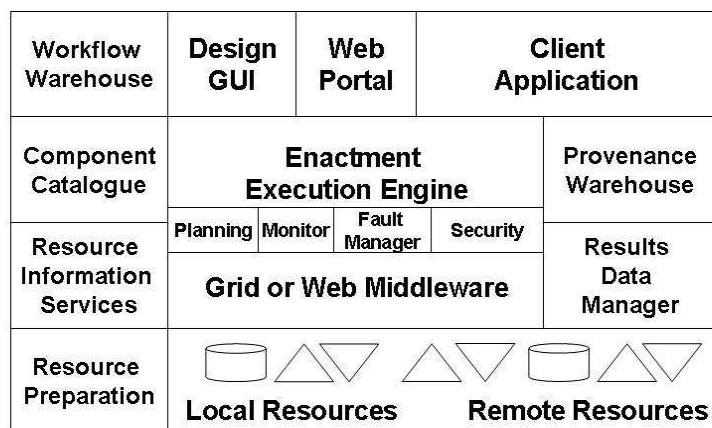 Workflow
Warehouse
Design
GUI
Web
Portal
Client
Application
Component
Catalogue
Enactment
Execution Engine
Provenance
Warehouse
Planning
Monitor
Fault
Manager
Security
Resource
Information
Services
Grid or Web Middleware
Results
Data
Manager
Resource
Preparation
Local Resources
Remote Resources